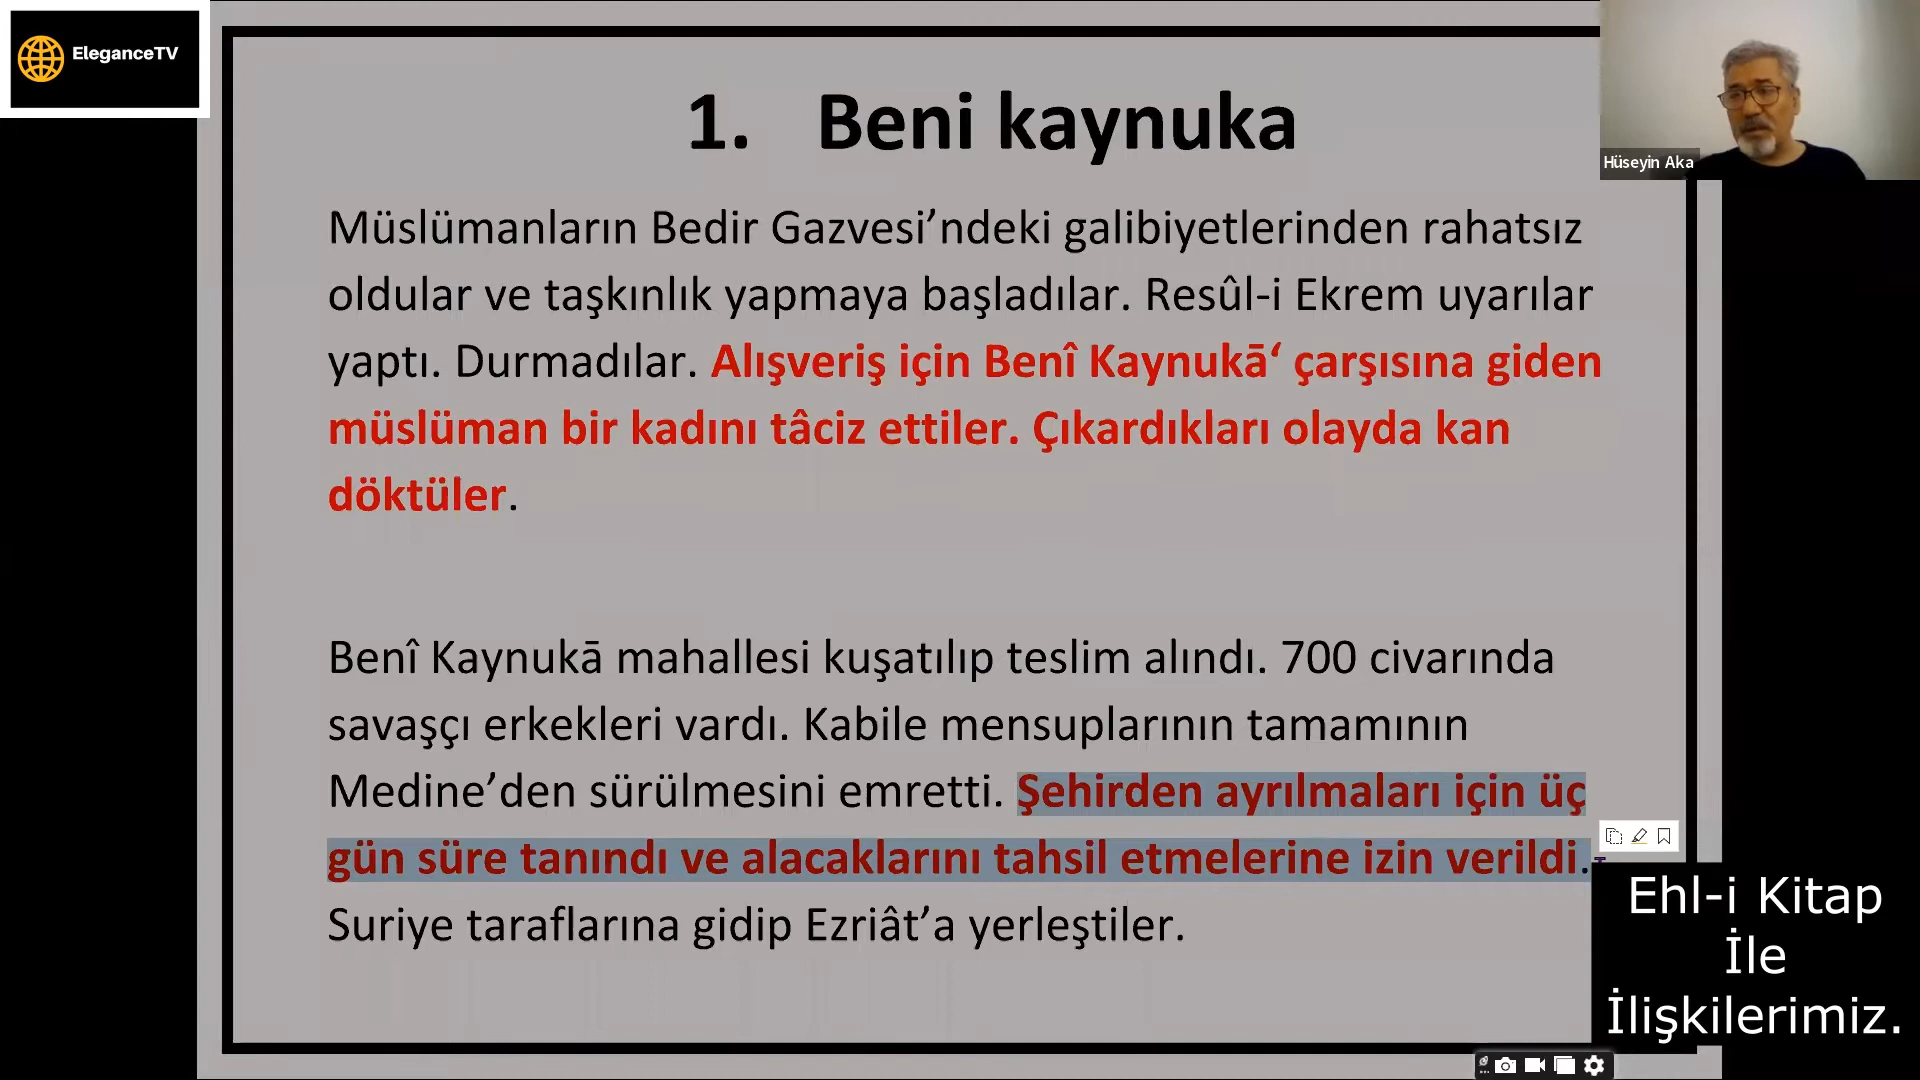 EleganceTV
1. Beni kaynuka
Hüseyin Aka
Müslümanların Bedir Gazvesi’ndeki galibiyetlerinden rahatsız
oldular ve taşkınlık yapmaya başladılar. Resûl-i Ekrem uyarılar
yaptı. Durmadılar. Alışveriş için Benî Kaynukā‘ çarşısına giden
müslüman bir kadını tâciz ettiler. Çıkardıkları olayda kan
döktüler.
Benî Kaynukā mahallesi kuşatılıp teslim alındı. 700 civarında
savaşçı erkekleri vardı. Kabile mensuplarının tamamının
Medine’den sürülmesini emretti. Şehirden ayrılmaları için üç
gün süre tanındı ve alacaklarını tahsil etmelerine izin verildi.
Suriye taraflarına gidip Ezriât’a yerleştiler.
Ehl-i Kitap
İle
İlişkilerimiz.